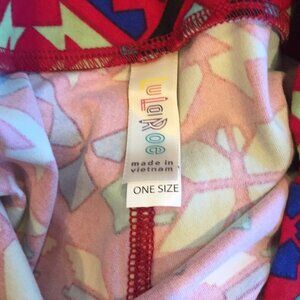 LuLaRoe
made in
vietnam
ONE SIZE